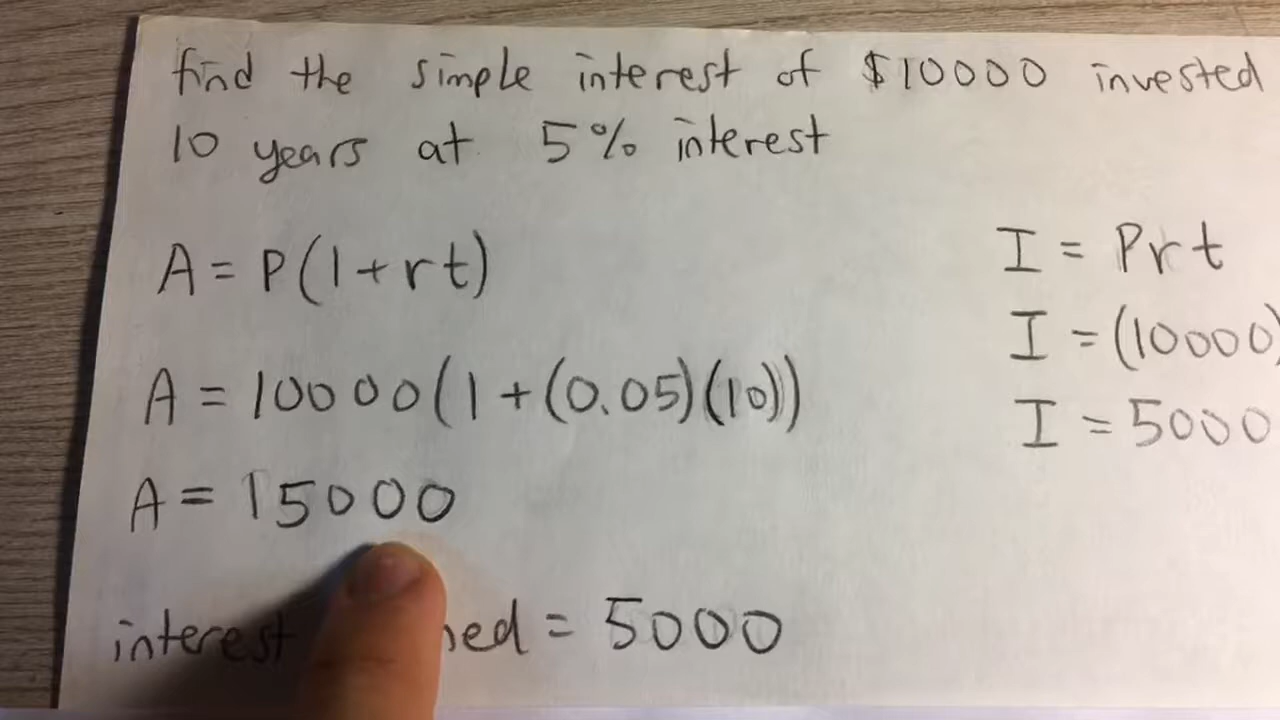 find the simple interest of $10000 invested
10 years at 5% interest
A = P(1+rt)
A = 10000(1+(0.05)(10))
A = 15000
interest = 5000
I = Prt
I = (10000)
I = 5000